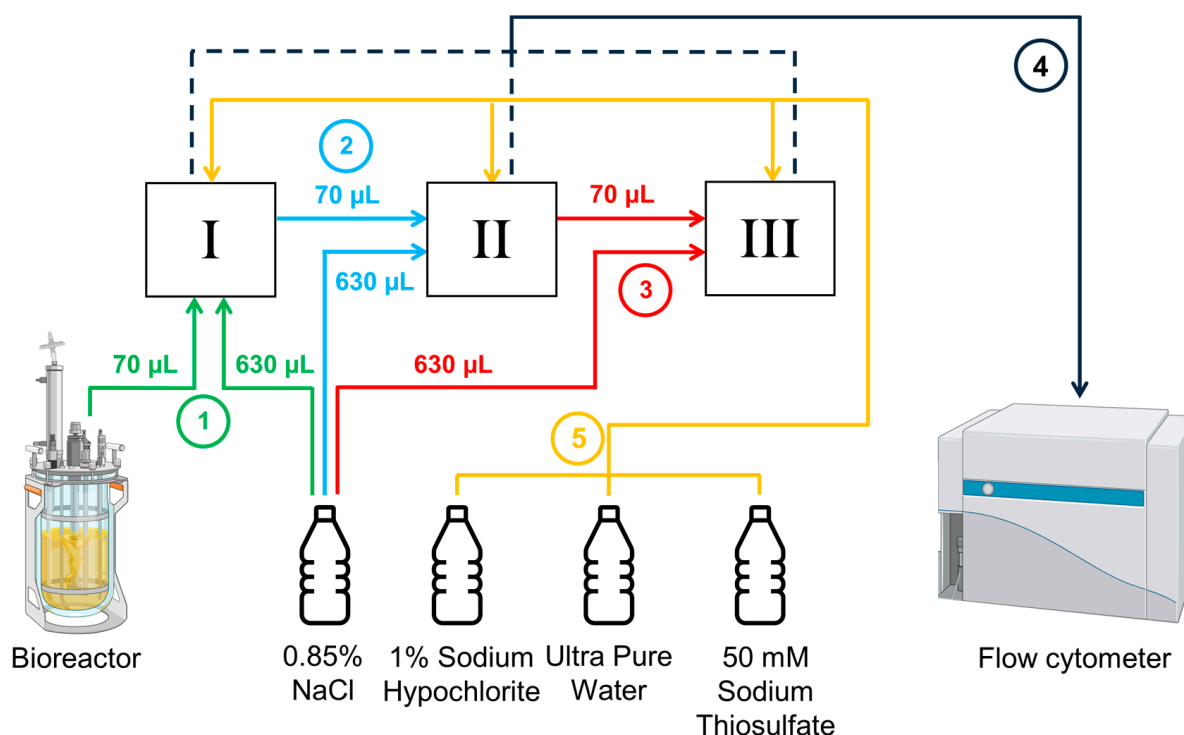 4
2
70 µL
70 µL
I
II
III
630 µL
3
70 µL
630 µL
630 µL
1
5
Bioreactor
0.85%
NaCl
1% Sodium
Hypochlorite
Ultra Pure
Water
50 mM
Sodium
Thiosulfate
Flow cytometer